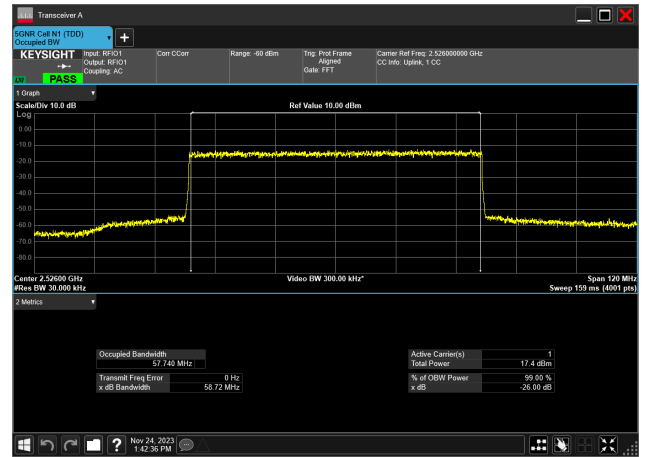 Transceiver A
5GNR Cell N1 (TDD)
Occupied BW
KEYSIGHT
LXI
PASS
Input: RFIO1
Output: RFIO1
Coupling: AC
Corr CCorr
Range: -60 dBm
Trig: Prot Frame
Aligned
Gate: FFT
Carrier Ref Freq: 2.526000000 GHz
CC Info: Uplink, 1 CC
1 Graph
Scale/Div 10.0 dB
Ref Value 10.00 dBm
Log
0.00
-10.0
-20.0
-30.0
-40.0
-50.0
-60.0
-70.0
-80.0
Center 2.52600 GHz
Video BW 300.00 kHz*
Span 120 MHz
#Res BW 30.000 kHz
Sweep 159 ms (4001 pts)
2 Metrics
Occupied Bandwidth
57.740 MHz
Transmit Freq Error 0 Hz
x dB Bandwidth 58.72 MHz
Active Carrier(s) 1
Total Power 17.4 dBm
% of OBW Power 99.00 %
x dB -26.00 dB
Nov 24, 2023
1:42:36 PM